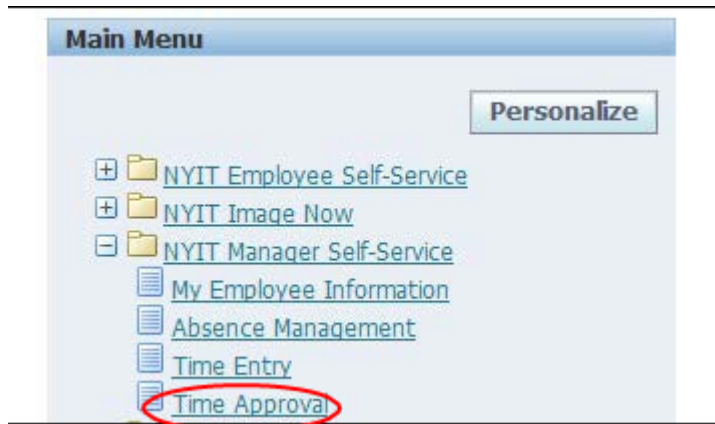 Main Menu
Personalize
NYIT Employee Self-Service
NYIT Image Now
NYIT Manager Self-Service
My Employee Information
Absence Management
Time Entry
Time Approval